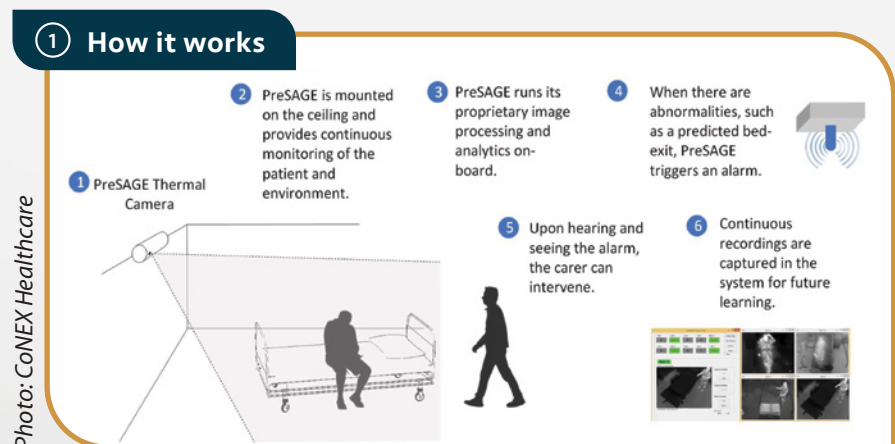 1 How it works
1 PreSAGE Thermal
Camera
2 PreSAGE is mounted
on the ceiling and
provides continuous
monitoring of the
patient and
environment.
3 PreSAGE runs its
proprietary image
processing and
analytics on-
board.
4 When there are
abnormalities, such
as a predicted bed-
exit, PreSAGE
triggers an alarm.
5 Upon hearing and
seeing the alarm,
the carer can
intervene.
6 Continuous
recordings are
captured in the
system for future
learning.
Photo: CoNEX Healthcare